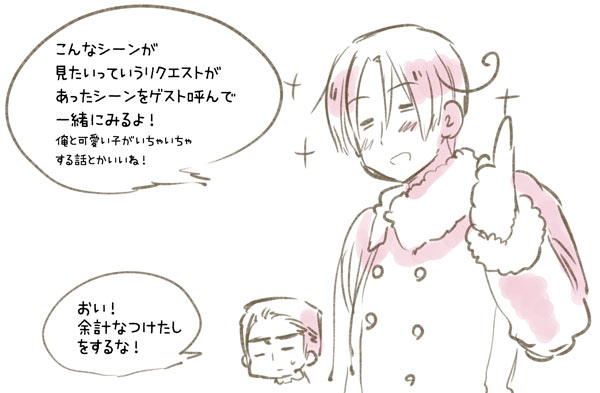 こんなシーンが
見たいっていうリクエストが
あったシーンをゲスト呼んで
一緒にみるよ！
俺と可愛い子がいちゃいちゃ
する話とかいいね！
おい！
余計なつけたし
をするな！